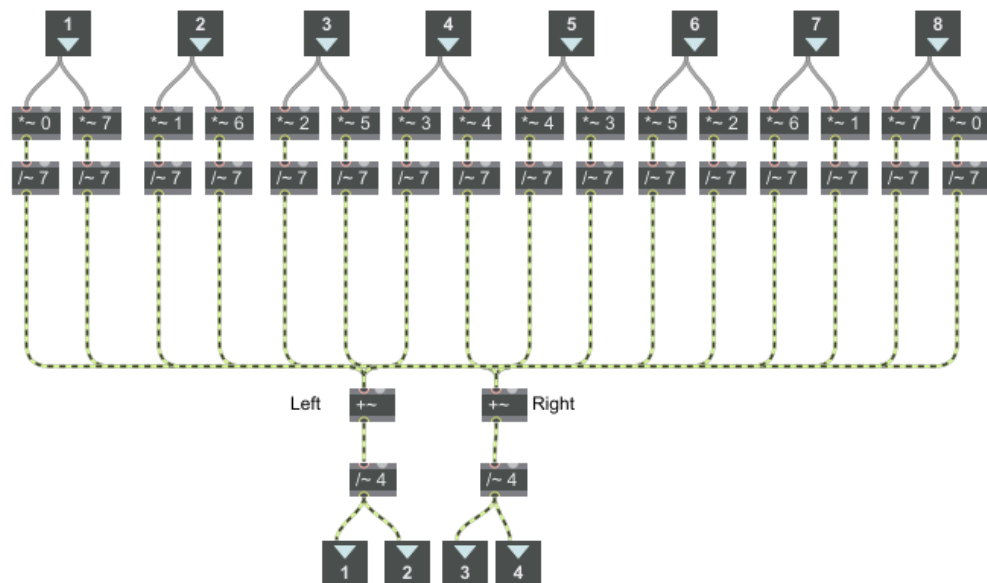 1 2 3 4 5 6 7 8
*~ 0 *~ 7 *~ 1 *~ 6 *~ 2 *~ 5 *~ 3 *~ 4 *~ 4 *~ 3 *~ 5 *~ 2 *~ 6 *~ 1 *~ 7 *~ 0
/~ 7 /~ 7 /~ 7 /~ 7 /~ 7 /~ 7 /~ 7 /~ 7 /~ 7 /~ 7 /~ 7 /~ 7 /~ 7 /~ 7 /~ 7 /~ 7
Left +~ +~ Right
/~ 4 /~ 4
1 2 3 4